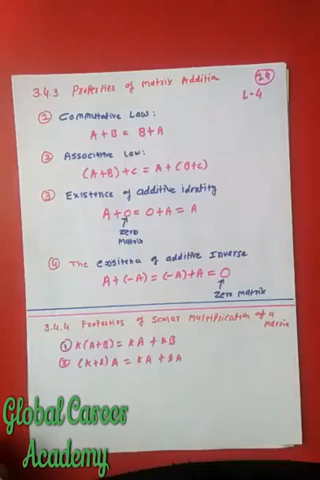 3.4.3 Properties of Matrix Addition
29
L-4
① Commutative Law:
A+B = B+A
② Associative Law:
(A+B)+C = A+(B+C)
③ Existence of additive identity
A+O=O+A=A
↑
Zero
Matrix
④ The existence of additive Inverse
A+(-A)=(-A)+A=O
↑
Zero Matrix
3.4.4 Properties of Scalar Multiplication of a
Matrix
① K(A+B)= KA + KB
② (K+l)A = KA + lA
Global Career
Academy